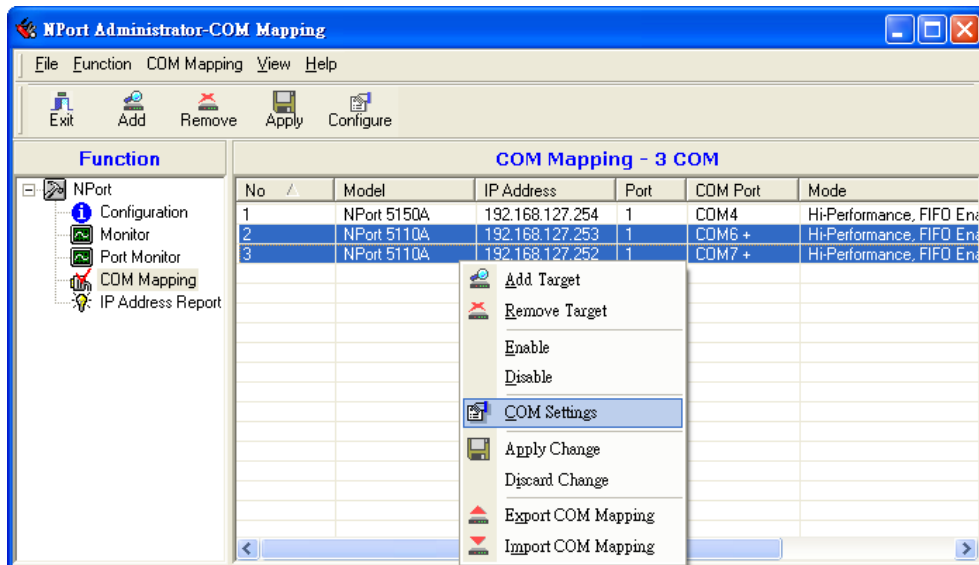 NPort Administrator-COM Mapping
File Function COM Mapping View Help
Exit Add Remove Apply Configure
Function
NPort
Configuration
Monitor
Port Monitor
COM Mapping
IP Address Report
COM Mapping - 3 COM
No Model IP Address Port COM Port Mode
1 NPort 5150A 192.168.127.254 1 COM4 Hi-Performance, FIFO Ena
2 NPort 5110A 192.168.127.253 1 COM6 + Hi-Performance, FIFO Ena
3 NPort 5110A 192.168.127.252 1 COM7 + Hi-Performance, FIFO Ena
Add Target
Remove Target
Enable
Disable
COM Settings
Apply Change
Discard Change
Export COM Mapping
Import COM Mapping